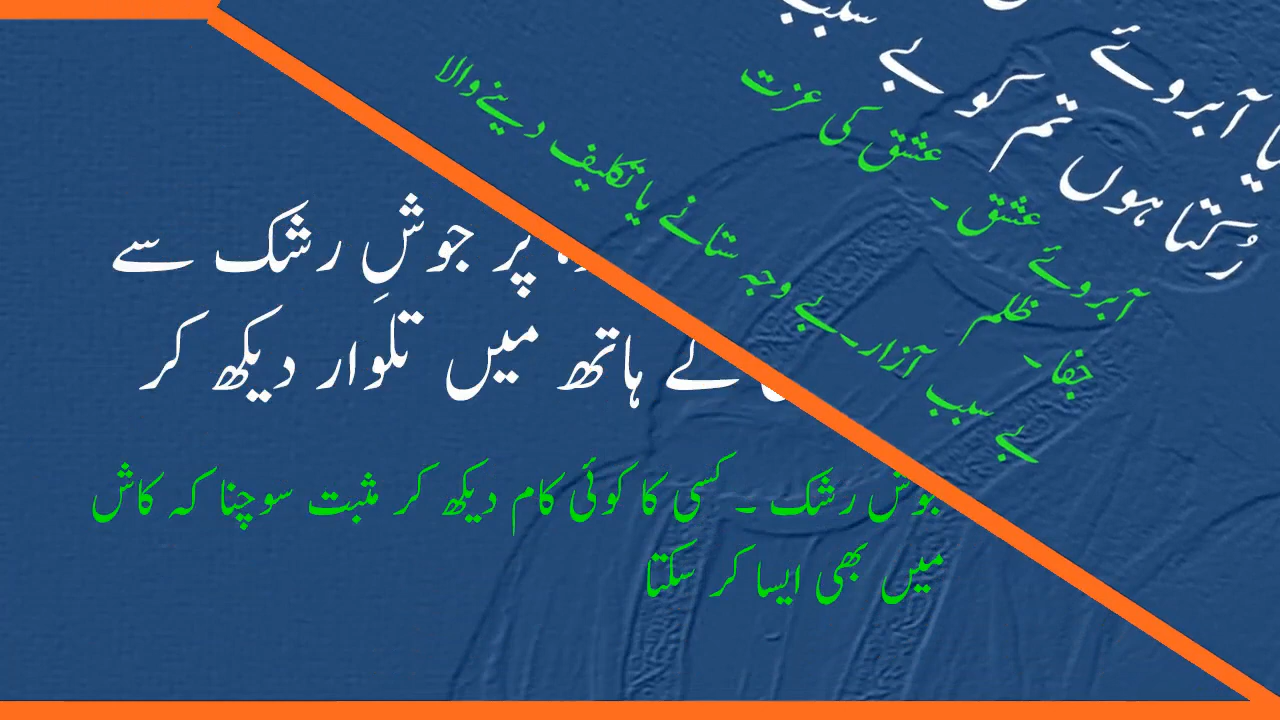 آبروئے
رُکتا ہوں تم کو بے سبب
آبروئے عشق ۔ عشق کی عزت
جفا ۔ ظلم
بے سبب آزار ۔ بے وجہ ستانے یا تکلیف دینے والا
پر جوشِ رشک سے
کے ہاتھ میں تلوار دیکھ کر
جوش رشک ۔ کسی کا کوئی کام دیکھ کر مثبت سوچنا کہ کاش
میں بھی ایسا کر سکتا